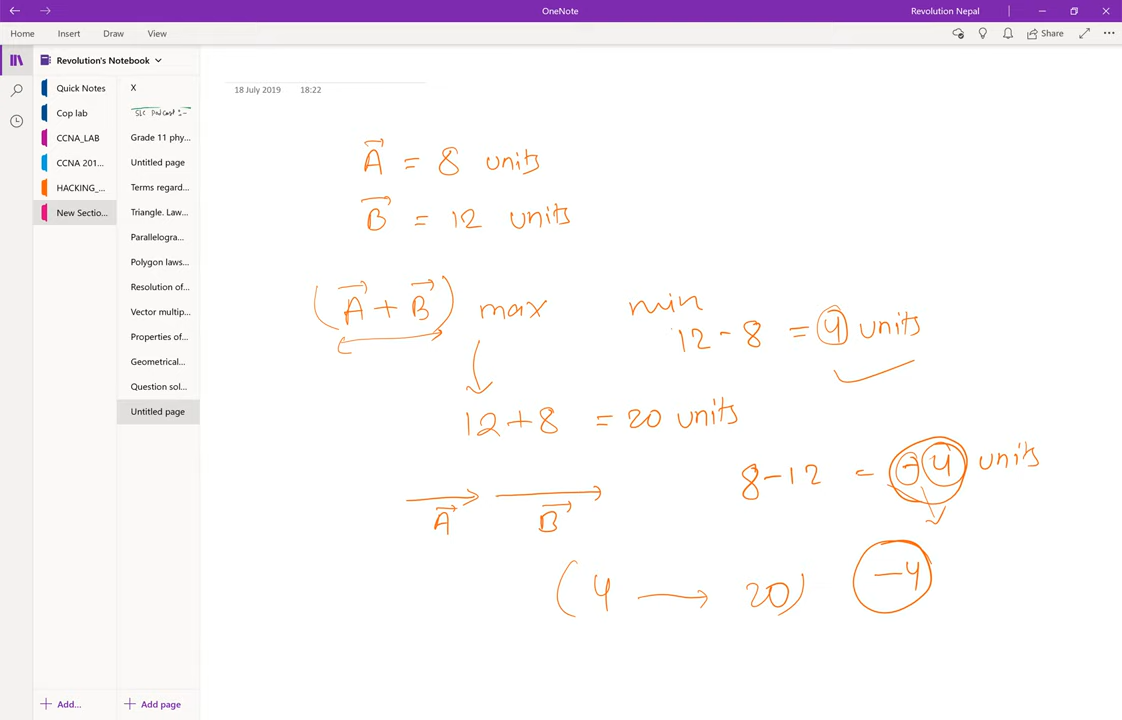 OneNote
Revolution Nepal
Home Insert Draw View
Share
Revolution's Notebook
Quick Notes
Cop lab
CCNA_LAB
CCNA 201...
HACKING_...
New Sectio...
X
SLC Podcast :-
Grade 11 phy...
Untitled page
Terms regard...
Triangle. Law...
Parallelogra...
Polygon laws...
Resolution of...
Vector multip...
Properties of...
Geometrical...
Question sol...
Untitled page
Add...
Add page
18 July 2019 18:22
A⃗ = 8 units
B⃗ = 12 units
(A⃗ + B⃗) max min
12 - 8 = 4 units
12 + 8 = 20 units
8 - 12 = -4 units
A⃗ B⃗
(4 → 20) -4